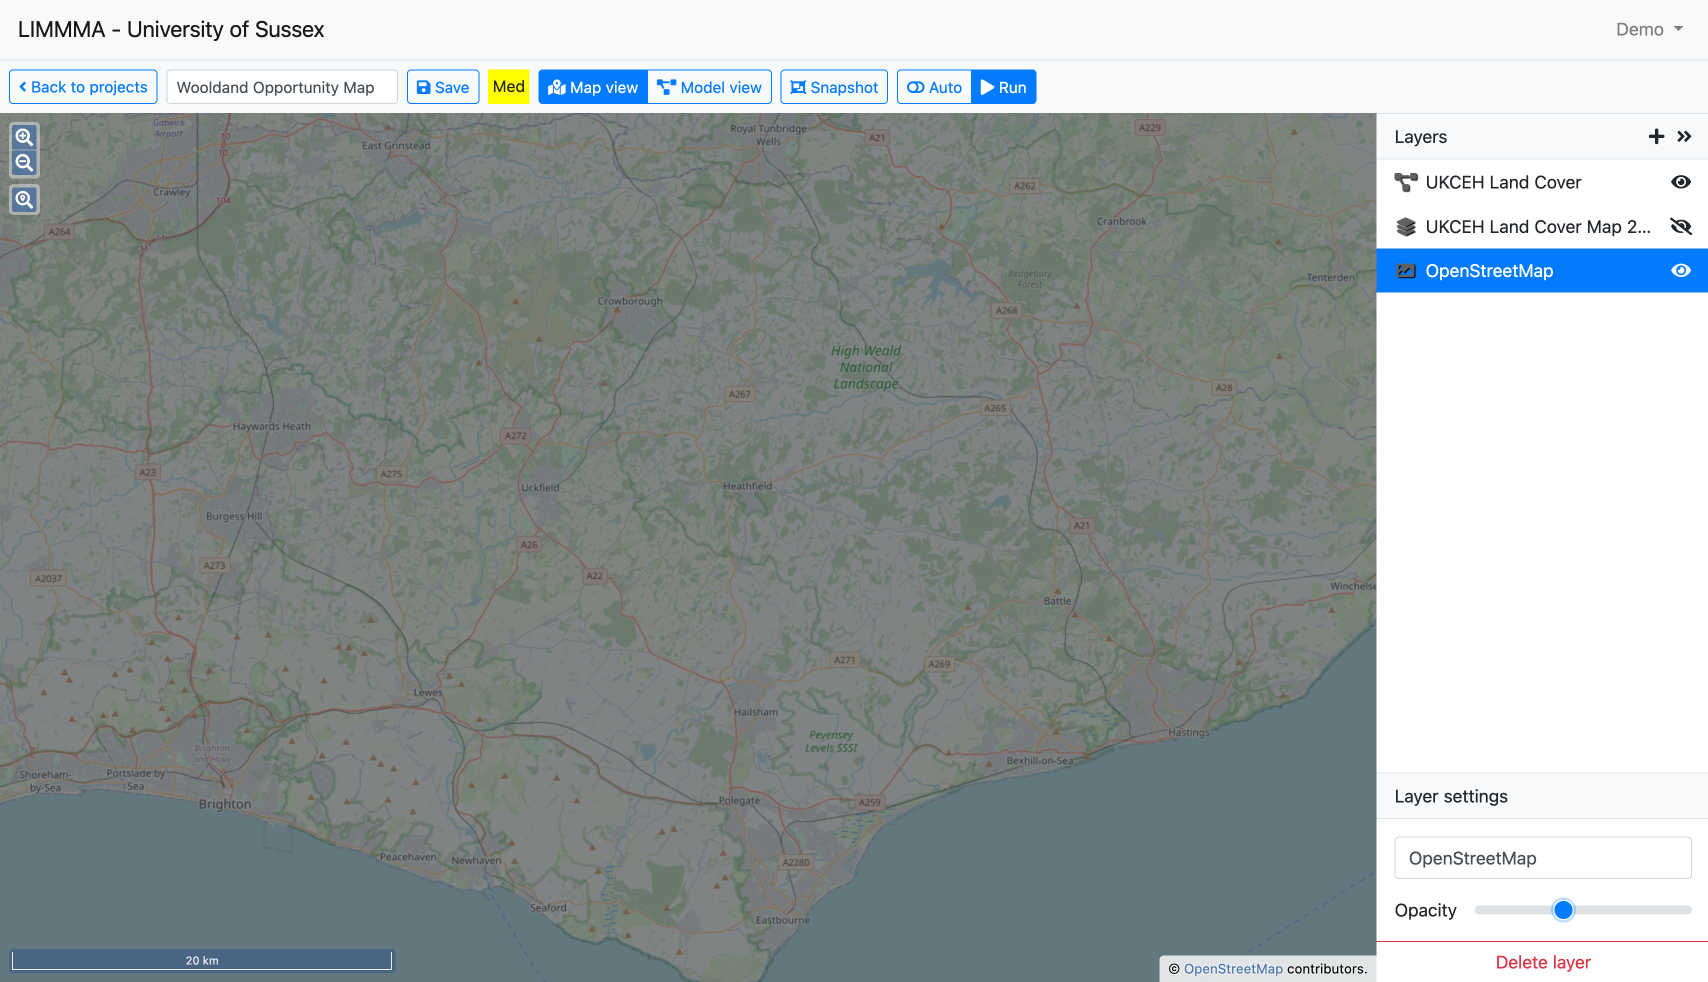 LIMMMA - University of Sussex
Demo
Back to projects
Wooldand Opportunity Map
Save
Med
Map view
Model view
Snapshot
Auto
Run
Layers
UKCEH Land Cover
UKCEH Land Cover Map 2...
OpenStreetMap
Gatwick
Airport
10
East Grinstead
Royal Tunbridge
Wells
A21
A229
Crawley
10A
A262
A264
M
Cranbrook
Bedgebury
Forest
Tenterden
Crowborough
A268
High Weald
National
Landscape
A267
A28
A265
Haywards Heath
A272
A23
A275
Uckfield
Heathfield
Burgess Hill
A21
A26
A273
A2037
A22
Winchelse
Battle
A271
A269
Lewes
Hailsham
Pevensey
Levels SSSI
Hastings
Brighton
and Hove
Bexhill-on-Sea
Shoreham-
by-Sea
Portslade by
Sea
Brighton
Polegate
A259
Peacehaven
Newhaven
A2280
Seaford
Eastbourne
20 km
© OpenStreetMap contributors.
Layer settings
OpenStreetMap
Opacity
Delete layer